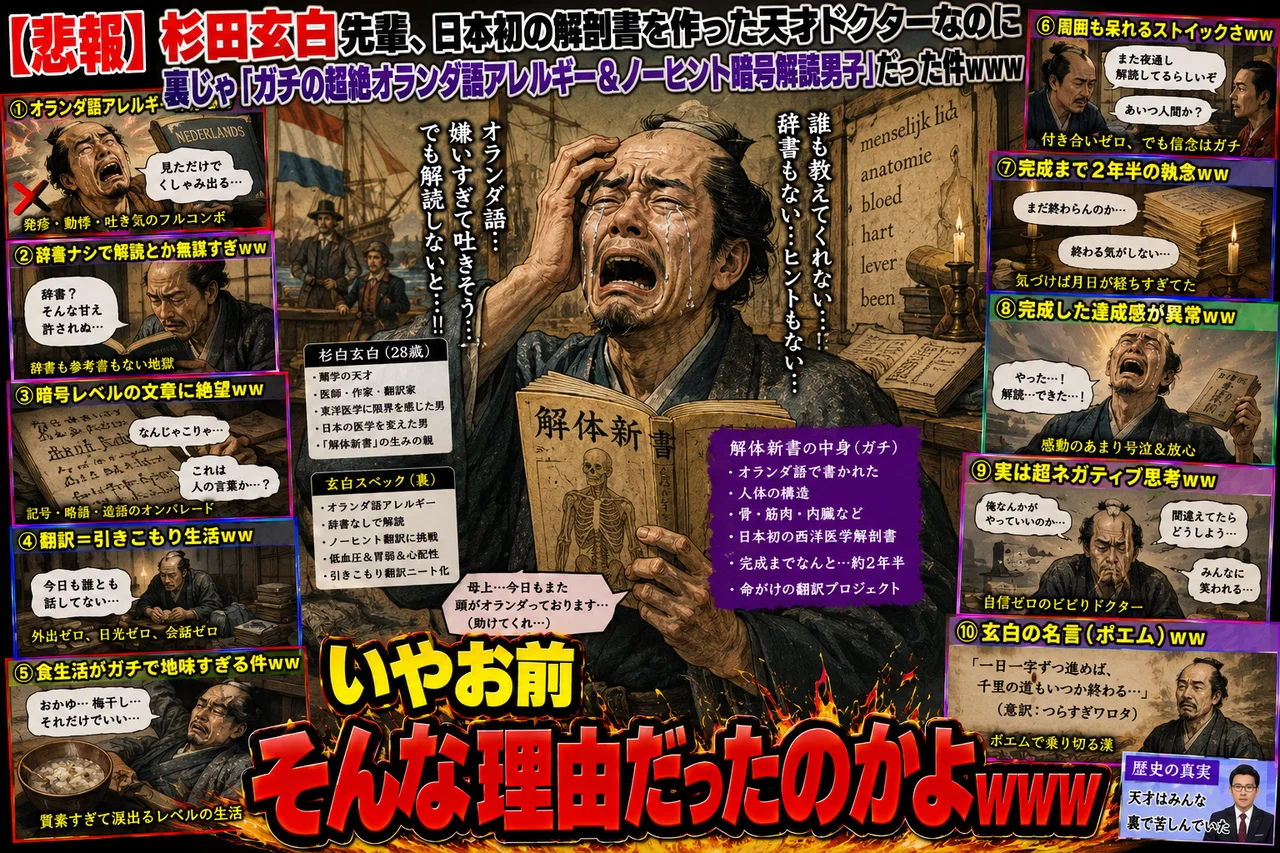 【悲報】杉田玄白先輩、日本初の解剖書を作った天才ドクターなのに
裏じゃ「ガチの超絶オランダ語アレルギー&ノーヒント暗号解読男子」だった件www
①オランダ語アレルギー
NEDERLANDS
見ただけで
くしゃみ出る…
発疹・動悸・吐き気のフルコンボ
②辞書ナシで解読とか無謀すぎww
辞書?
そんな甘え
許されぬ…
辞書も参考書もない地獄
③暗号レベルの文章に絶望ww
なんじゃこりゃ…
これは
人の言葉か…?
記号・略語・造語のオンパレード
④翻訳=引きこもり生活ww
今日も誰とも
話してない…
外出ゼロ、日光ゼロ、会話ゼロ
⑤食生活がガチで地味すぎる件ww
おかゆ… 梅干し…
それだけでいい…
質素すぎて涙出るレベルの生活
オランダ語…
嫌いすぎて吐きそう…
でも解読しないと…!!
誰も教えてくれない…!!
辞書もない…ヒントもない…
menselijk
anatomie
bloed
hart
lever
been
杉白玄白(28歳)
・蘭学の天才
・医師・作家・翻訳家
・東洋医学に限界を感じた男
・日本の医学を変えた男
・「解体新書」の生みの親
玄白スペック(裏)
・オランダ語アレルギー
・辞書なしで解読
・ノーヒント翻訳に挑戦
・低血圧&胃弱&心配性
・引きこもり翻訳ニート化
解体新書
母上…今日もまた
頭がオランダっております…
(助けてくれ…)
解体新書の中身(ガチ)
・オランダ語で書かれた
・人体の構造
・骨・筋肉・内臓など
・日本初の西洋医学解剖書
・完成までなんと…約2年半
・命がけの翻訳プロジェクト
⑥周囲も呆れるストイックさww
また夜通し
解読してるらしいぞ
あいつ人間か?
付き合いゼロ、でも信念はガチ
⑦完成まで2年半の執念ww
まだ終わらんのか…
終わる気がしない…
気づけば月日が経ちすぎてた
⑧完成した達成感が異常ww
やった…!
解読…できた…!
感動のあまり号泣&放心
⑨実は超ネガティブ思考ww
俺なんかが
やっていいのか…
間違えてたら
どうしよう…
みんなに
笑われる…
自信ゼロのビビりドクター
⑩玄白の名言(ポエム)ww
「一日一字ずつ進めば、
千里の道もいつか終わる…」
(意訳:つらすぎワロタ)
ポエムで乗り切る漢
いやお前
そんな理由だったのかよwww
歴史の真実
天才はみんな
裏で苦しんでいた